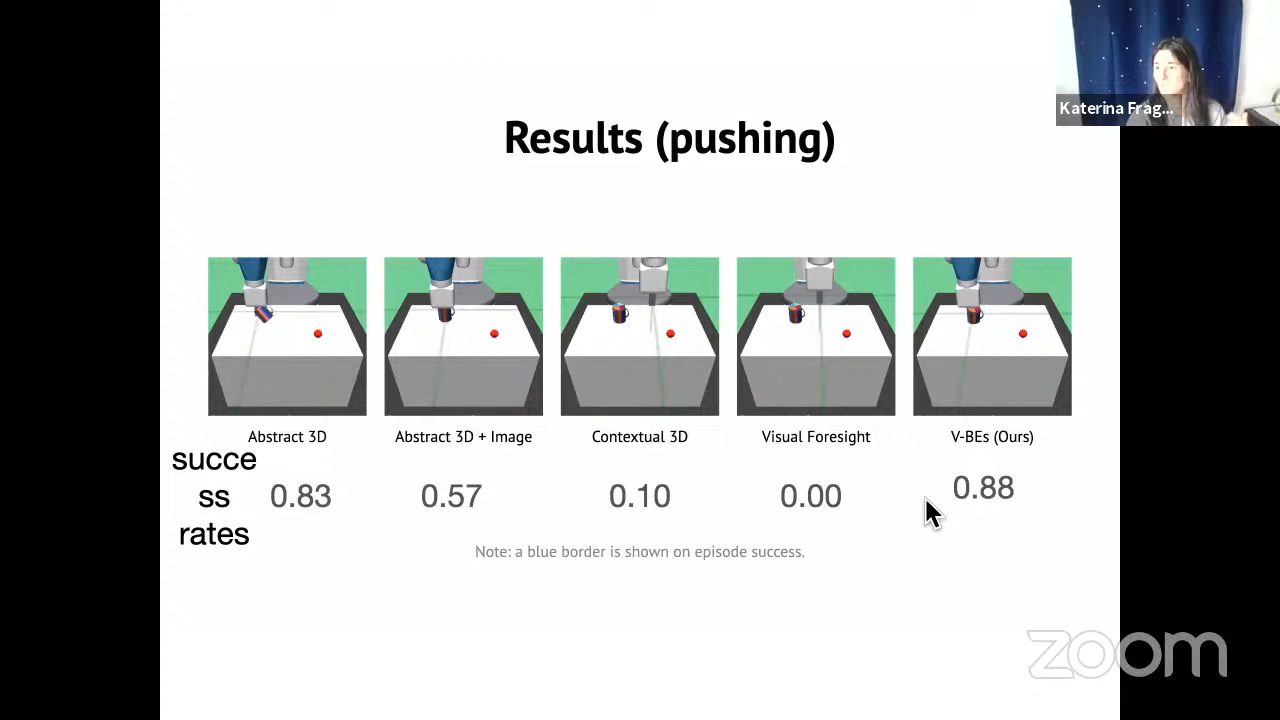 Katerina Frag...
Results (pushing)
Abstract 3D
Abstract 3D + Image
Contextual 3D
Visual Foresight
V-BEs (Ours)
succe
ss
rates
0.83
0.57
0.10
0.00
0.88
Note: a blue border is shown on episode success.
zoom